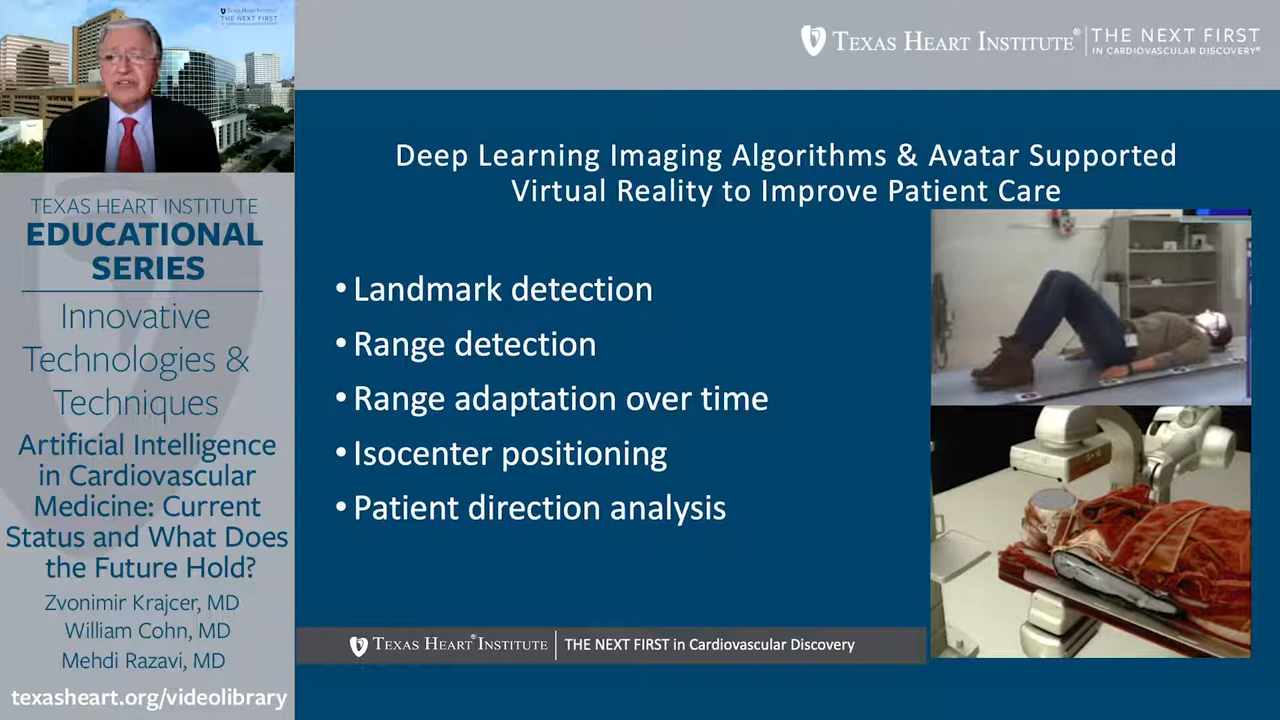 TEXAS HEART INSTITUTE
THE NEXT FIRST
TEXAS HEART INSTITUTE
EDUCATIONAL
SERIES
Innovative
Technologies &
Techniques
Artificial Intelligence
in Cardiovascular
Medicine: Current
Status and What Does
the Future Hold?
Zvonimir Krajcer, MD
William Cohn, MD
Mehdi Razavi, MD
texasheart.org/videolibrary
TEXAS HEART INSTITUTE® THE NEXT FIRST
IN CARDIOVASCULAR DISCOVERY®
Deep Learning Imaging Algorithms & Avatar Supported
Virtual Reality to Improve Patient Care
• Landmark detection
• Range detection
• Range adaptation over time
• Isocenter positioning
• Patient direction analysis
TEXAS HEART INSTITUTE® THE NEXT FIRST in Cardiovascular Discovery